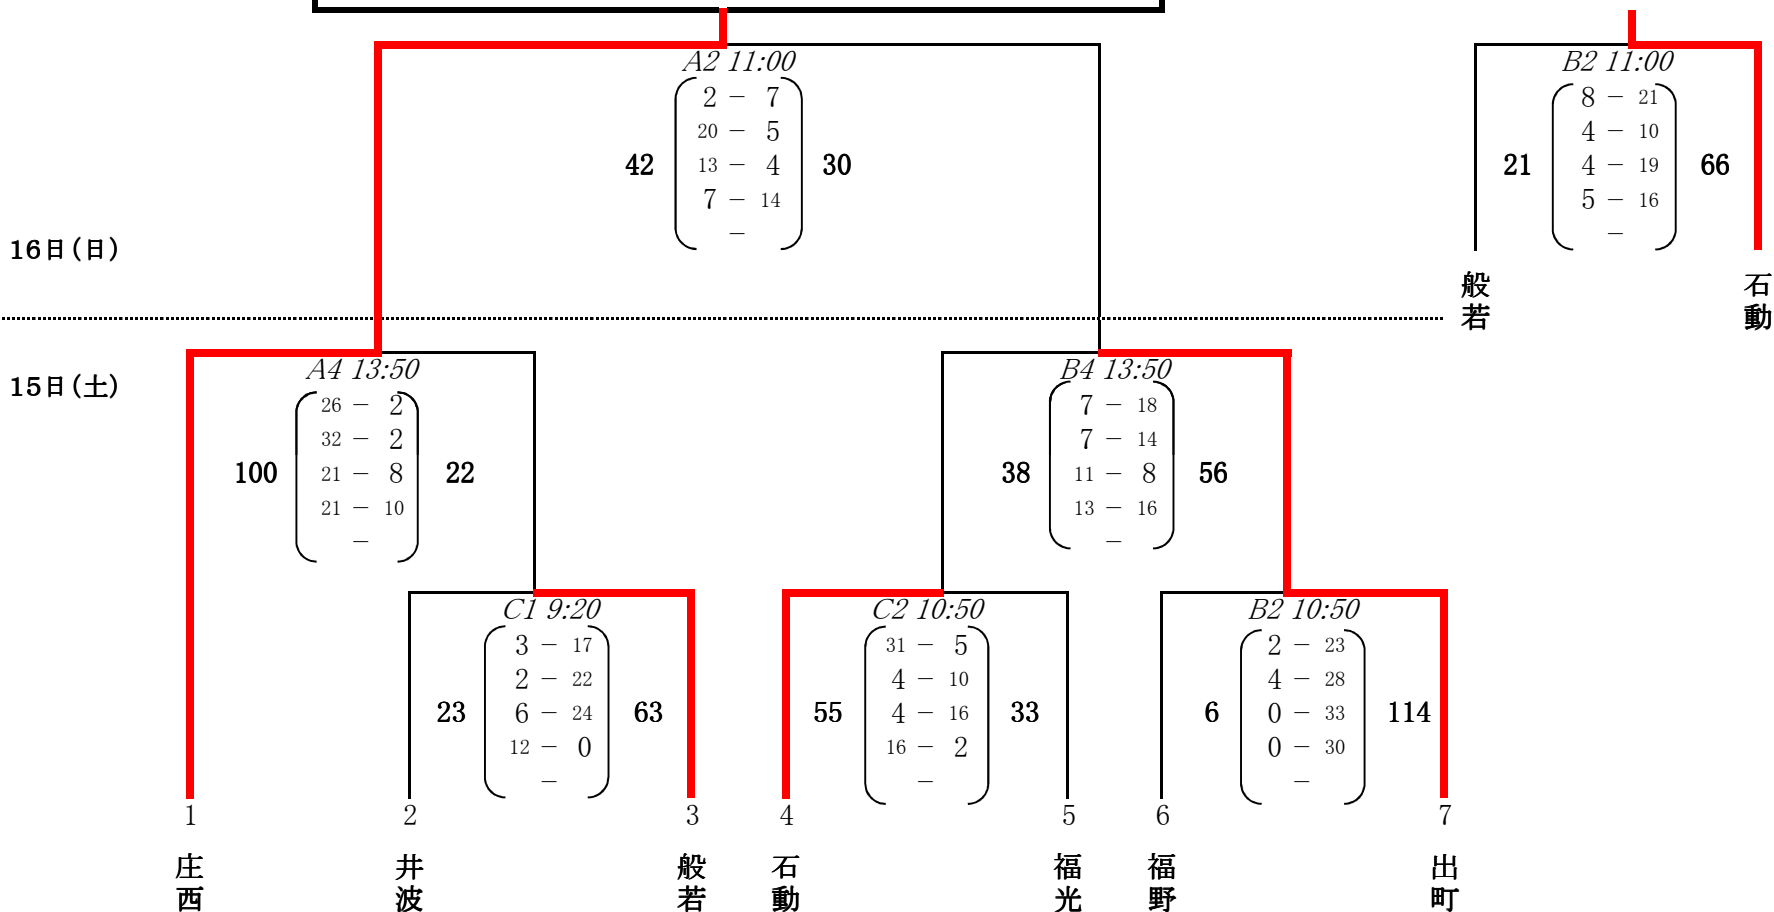 A2 11:00
2 － 7
20 － 5
42 13 － 4 30
7 － 14
－
B2 11:00
8 － 21
4 － 10
21 4 － 19 66
5 － 16
－
16日(日)
般若
石動
15日(土)
A4 13:50
26 － 2
32 － 2
100 21 － 8 22
21 － 10
－
B4 13:50
7 － 18
7 － 14
38 11 － 8 56
13 － 16
－
C1 9:20
3 － 17
2 － 22
23 6 － 24 63
12 － 0
－
C2 10:50
31 － 5
4 － 10
55 4 － 16 33
16 － 2
－
B2 10:50
2 － 23
4 － 28
6 0 － 33 114
0 － 30
－
1 2 3 4 5 6 7
庄西
井波
般若
石動
福光
福野
出町